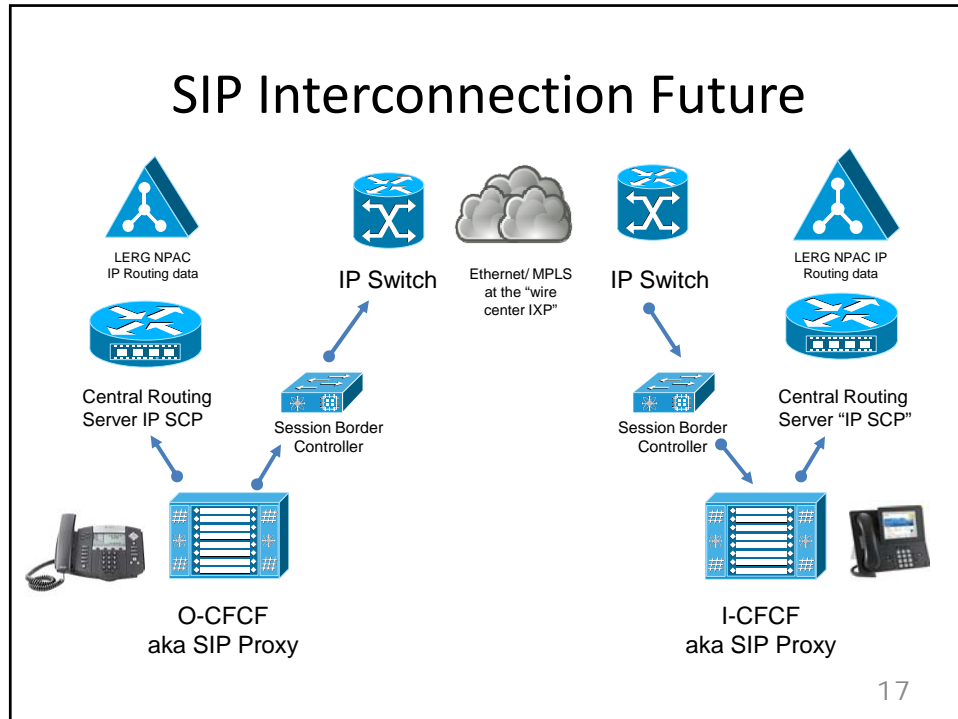 SIP Interconnection Future
LERG NPAC
IP Routing data
IP Switch
Ethernet/ MPLS
at the “wire
center IXP”
IP Switch
LERG NPAC IP
Routing data
Central Routing
Server IP SCP
Session Border
Controller
Session Border
Controller
Central Routing
Server “IP SCP”
O-CFCF
aka SIP Proxy
I-CFCF
aka SIP Proxy
17